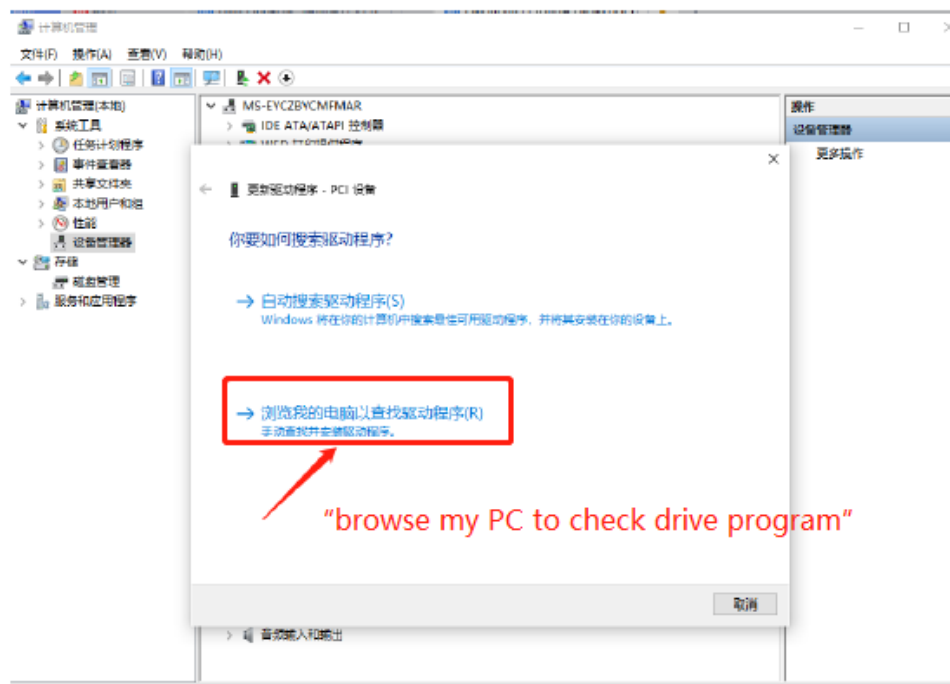 计算机管理
文件(F) 操作(A) 查看(V) 帮助(H)
计算机管理(本地)
系统工具
任务计划程序
事件查看器
共享文件夹
本地用户和组
性能
设备管理器
存储
磁盘管理
服务和应用程序
MS-EYCZBYCMFMAR
IDE ATA/ATAPI 控制器
操作
设备管理器
更多操作
更新驱动程序 - PCI 设备
你要如何搜索驱动程序?
自动搜索驱动程序(S)
Windows 将在你的计算机中搜索最佳可用驱动程序，并将其安装在你的设备上。
浏览我的电脑以查找驱动程序(R)
手动查找并安装驱动程序。
"browse my PC to check drive program"
取消
音频输入和输出